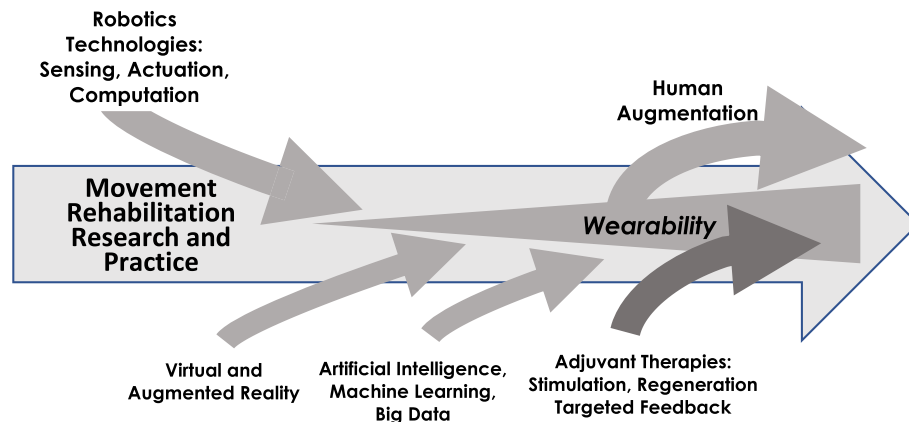 Robotics
Technologies:
Sensing, Actuation,
Computation
Human
Augmentation
Movement
Rehabilitation
Research and
Practice
Wearability
Virtual and
Augmented Reality
Artificial Intelligence,
Machine Learning,
Big Data
Adjuvant Therapies:
Stimulation, Regeneration
Targeted Feedback